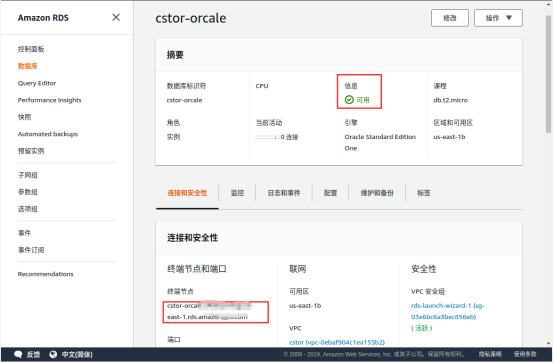 Amazon RDS
控制面板
数据库
Query Editor
Performance Insights
快照
Automated backups
预留实例
子网组
参数组
选项组
事件
事件订阅
Recommendations
cstor-orcale
修改
操作 ▼
摘要
数据库标识符
cstor-orcale
CPU
信息
可用
课程
db.t2.micro
角色
实例
当前活动
0 连接
引擎
Oracle Standard Edition
One
区域和可用区
us-east-1b
连接和安全性
监控
日志和事件
配置
维护和备份
标签
连接和安全性
终端节点和端口
终端节点
cstor-orcale
east-1.rds.amazo
.com
端口
联网
可用区
us-east-1b
VPC
cstor (vpc-0ebaf904c1ea155b2)
安全性
VPC 安全组
rds-launch-wizard-1 (sg-
03e6bc6a3bec856eb)
( 活跃 )
反馈
中文(简体)
© 2008 - 2019, Amazon Web Services, Inc. 或其子公司。保留所有权利。
隐私策略
使用条款